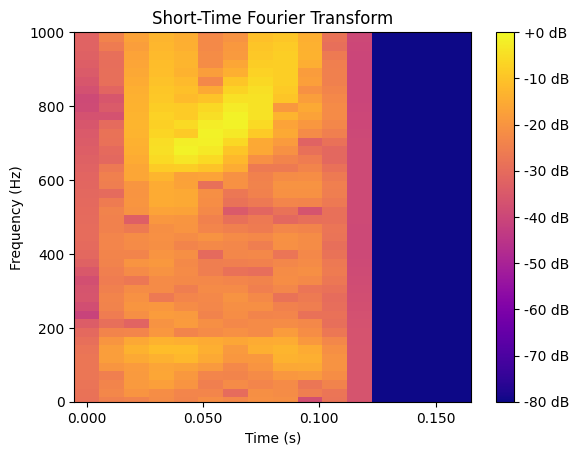 Short-Time Fourier Transform
Frequency (Hz)
1000
800
600
400
200
0
0.000
0.050
0.100
0.150
Time (s)
+0 dB
-10 dB
-20 dB
-30 dB
-40 dB
-50 dB
-60 dB
-70 dB
-80 dB